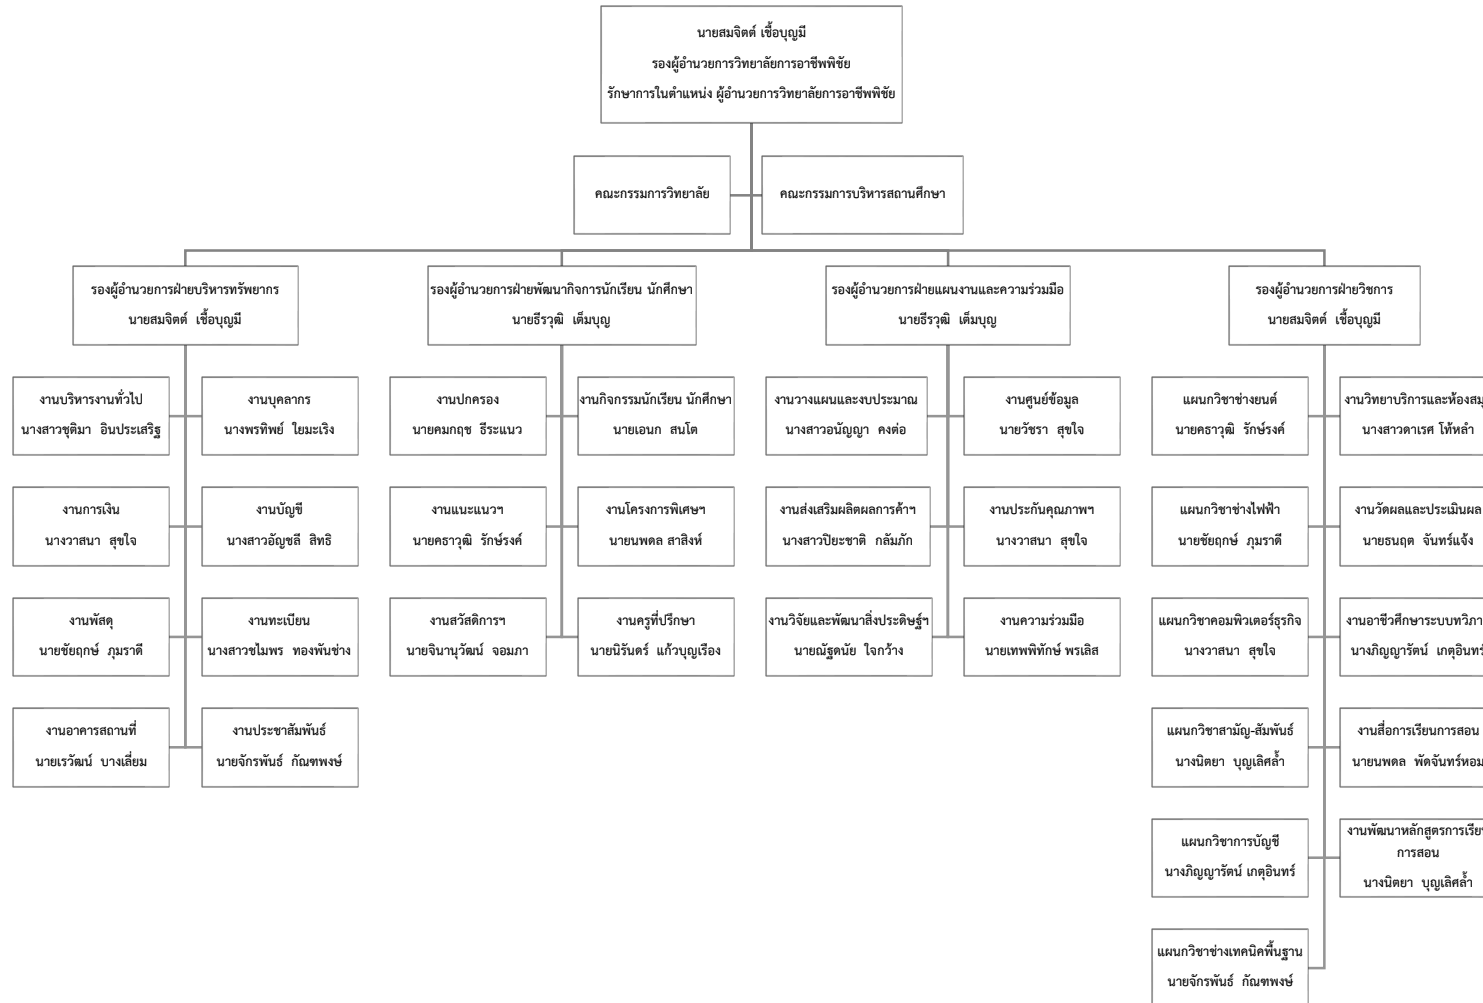 นายสมจิตต์ เชื้อบุญมี
รองผู้อำนวยการวิทยาลัยการอาชีพพิชัย
รักษาการในตำแหน่ง ผู้อำนวยการวิทยาลัยการอาชีพพิชัย
คณะกรรมการวิทยาลัย
คณะกรรมการบริหารสถานศึกษา
รองผู้อำนวยการฝ่ายบริหารทรัพยากร
นายสมจิตต์ เชื้อบุญมี
รองผู้อำนวยการฝ่ายพัฒนากิจการนักเรียน นักศึกษา
นายธีรวุฒิ เต็มบุญ
รองผู้อำนวยการฝ่ายแผนงานและความร่วมมือ
นายธีรวุฒิ เต็มบุญ
รองผู้อำนวยการฝ่ายวิชการ
นายสมจิตต์ เชื้อบุญมี
งานบริหารงานทั่วไป
นางสาวชุติมา อินประเสริฐ
งานบุคลากร
นางพรทิพย์ ใยมะเริง
งานปกครอง
นายคมกฤช ธีระแนว
งานกิจกรรมนักเรียน นักศึกษา
นายเอนก สนโต
งานวางแผนและงบประมาณ
นางสาวอนัญญา คงต่อ
งานศูนย์ข้อมูล
นายวัชรา สุขใจ
แผนกวิชาช่างยนต์
นายคธาวุฒิ รักษ์รงค์
งานวิทยาบริการและห้องสมุ
นางสาวดาเรศ โท้หลำ
งานการเงิน
นางวาสนา สุขใจ
งานบัญชี
นางสาวอัญชลี สิทธิ
งานแนะแนวฯ
นายคธาวุฒิ รักษ์รงค์
งานโครงการพิเศษฯ
นายนพดล สาสิงห์
งานส่งเสริมผลิตผลการค้าฯ
นางสาวปิยะชาติ กลัมภัก
งานประกันคุณภาพฯ
นางวาสนา สุขใจ
แผนกวิชาช่างไฟฟ้า
นายชัยฤกษ์ ภุมราดี
งานวัดผลและประเมินผล
นายธนฤต จันทร์แจ้ง
งานพัสดุ
นายชัยฤกษ์ ภุมราดี
งานทะเบียน
นางสาวชไมพร ทองพันช่าง
งานสวัสดิการฯ
นายจินานุวัฒน์ จอมภา
งานครูที่ปรึกษา
นายนิรันดร์ แก้วบุญเรือง
งานวิจัยและพัฒนาสิ่งประดิษฐ์ฯ
นายณัฐดนัย ใจกว้าง
งานความร่วมมือ
นายเทพพิทักษ์ พรเลิส
แผนกวิชาคอมพิวเตอร์ธุรกิจ
นางวาสนา สุขใจ
งานอาชีวศึกษาระบบทวิภา
นางภิญญารัตน์ เกตุอินทร์
งานอาคารสถานที่
นายเรวัฒน์ บางเลี่ยม
งานประชาสัมพันธ์
นายจักรพันธ์ กัณฑพงษ์
แผนกวิชาสามัญ-สัมพันธ์
นางนิตยา บุญเลิศล้ำ
งานสื่อการเรียนการสอน
นายนพดล พัดจันทร์หอม
แผนกวิชาการบัญชี
นางภิญญารัตน์ เกตุอินทร์
งานพัฒนาหลักสูตรการเรีย
การสอน
นางนิตยา บุญเลิศล้ำ
แผนกวิชาช่างเทคนิคพื้นฐาน
นายจักรพันธ์ กัณฑพงษ์